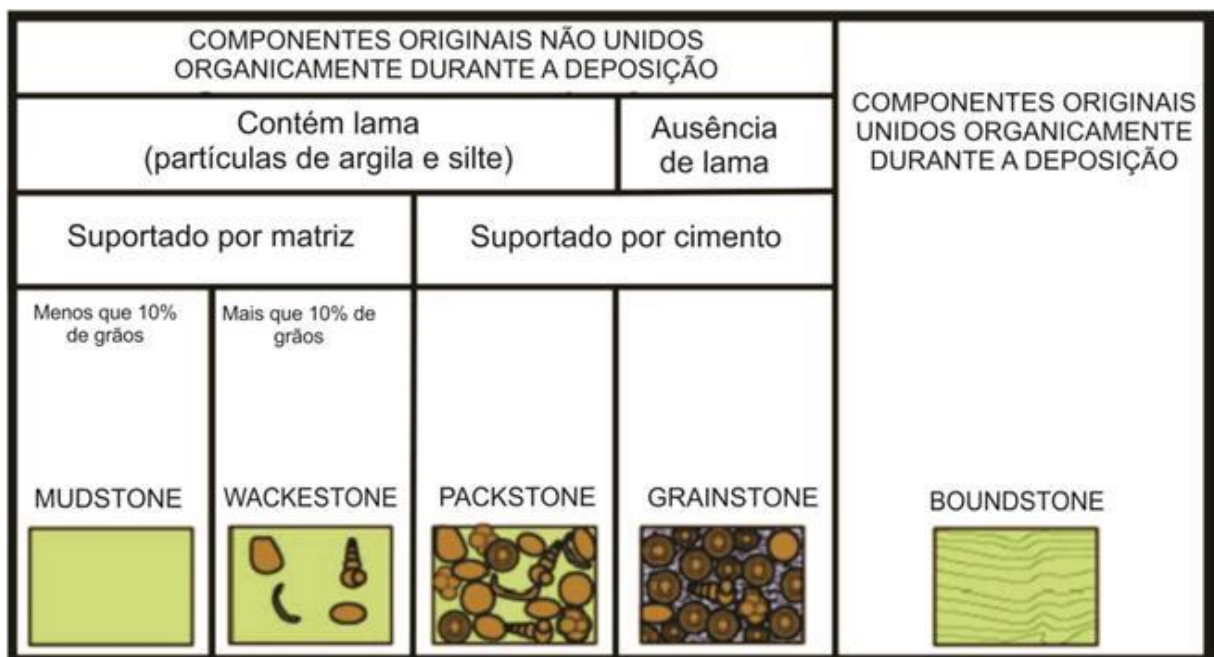 COMPONENTES ORIGINAIS NÃO UNIDOS
ORGANICAMENTE DURANTE A DEPOSIÇÃO
COMPONENTES ORIGINAIS
UNIDOS ORGANICAMENTE
DURANTE A DEPOSIÇÃO
Contém lama
(partículas de argila e silte)
Ausência
de lama
Suportado por matriz
Suportado por cimento
Menos que 10%
de grãos
Mais que 10% de
grãos
MUDSTONE
WACKESTONE
PACKSTONE
GRAINSTONE
BOUNDSTONE